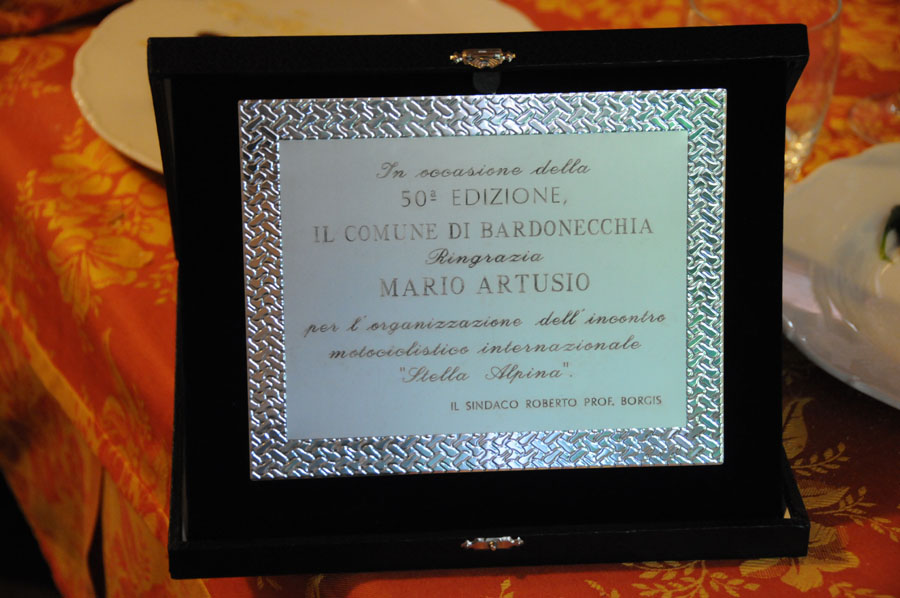 In occasione della
50ª EDIZIONE,
IL COMUNE DI BARDONECCHIA
Ringrazia
MARIO ARTUSIO
per l'organizzazione dell'incontro
motociclistico internazionale
"Stella Alpina".
IL SINDACO ROBERTO PROF. BORGIS